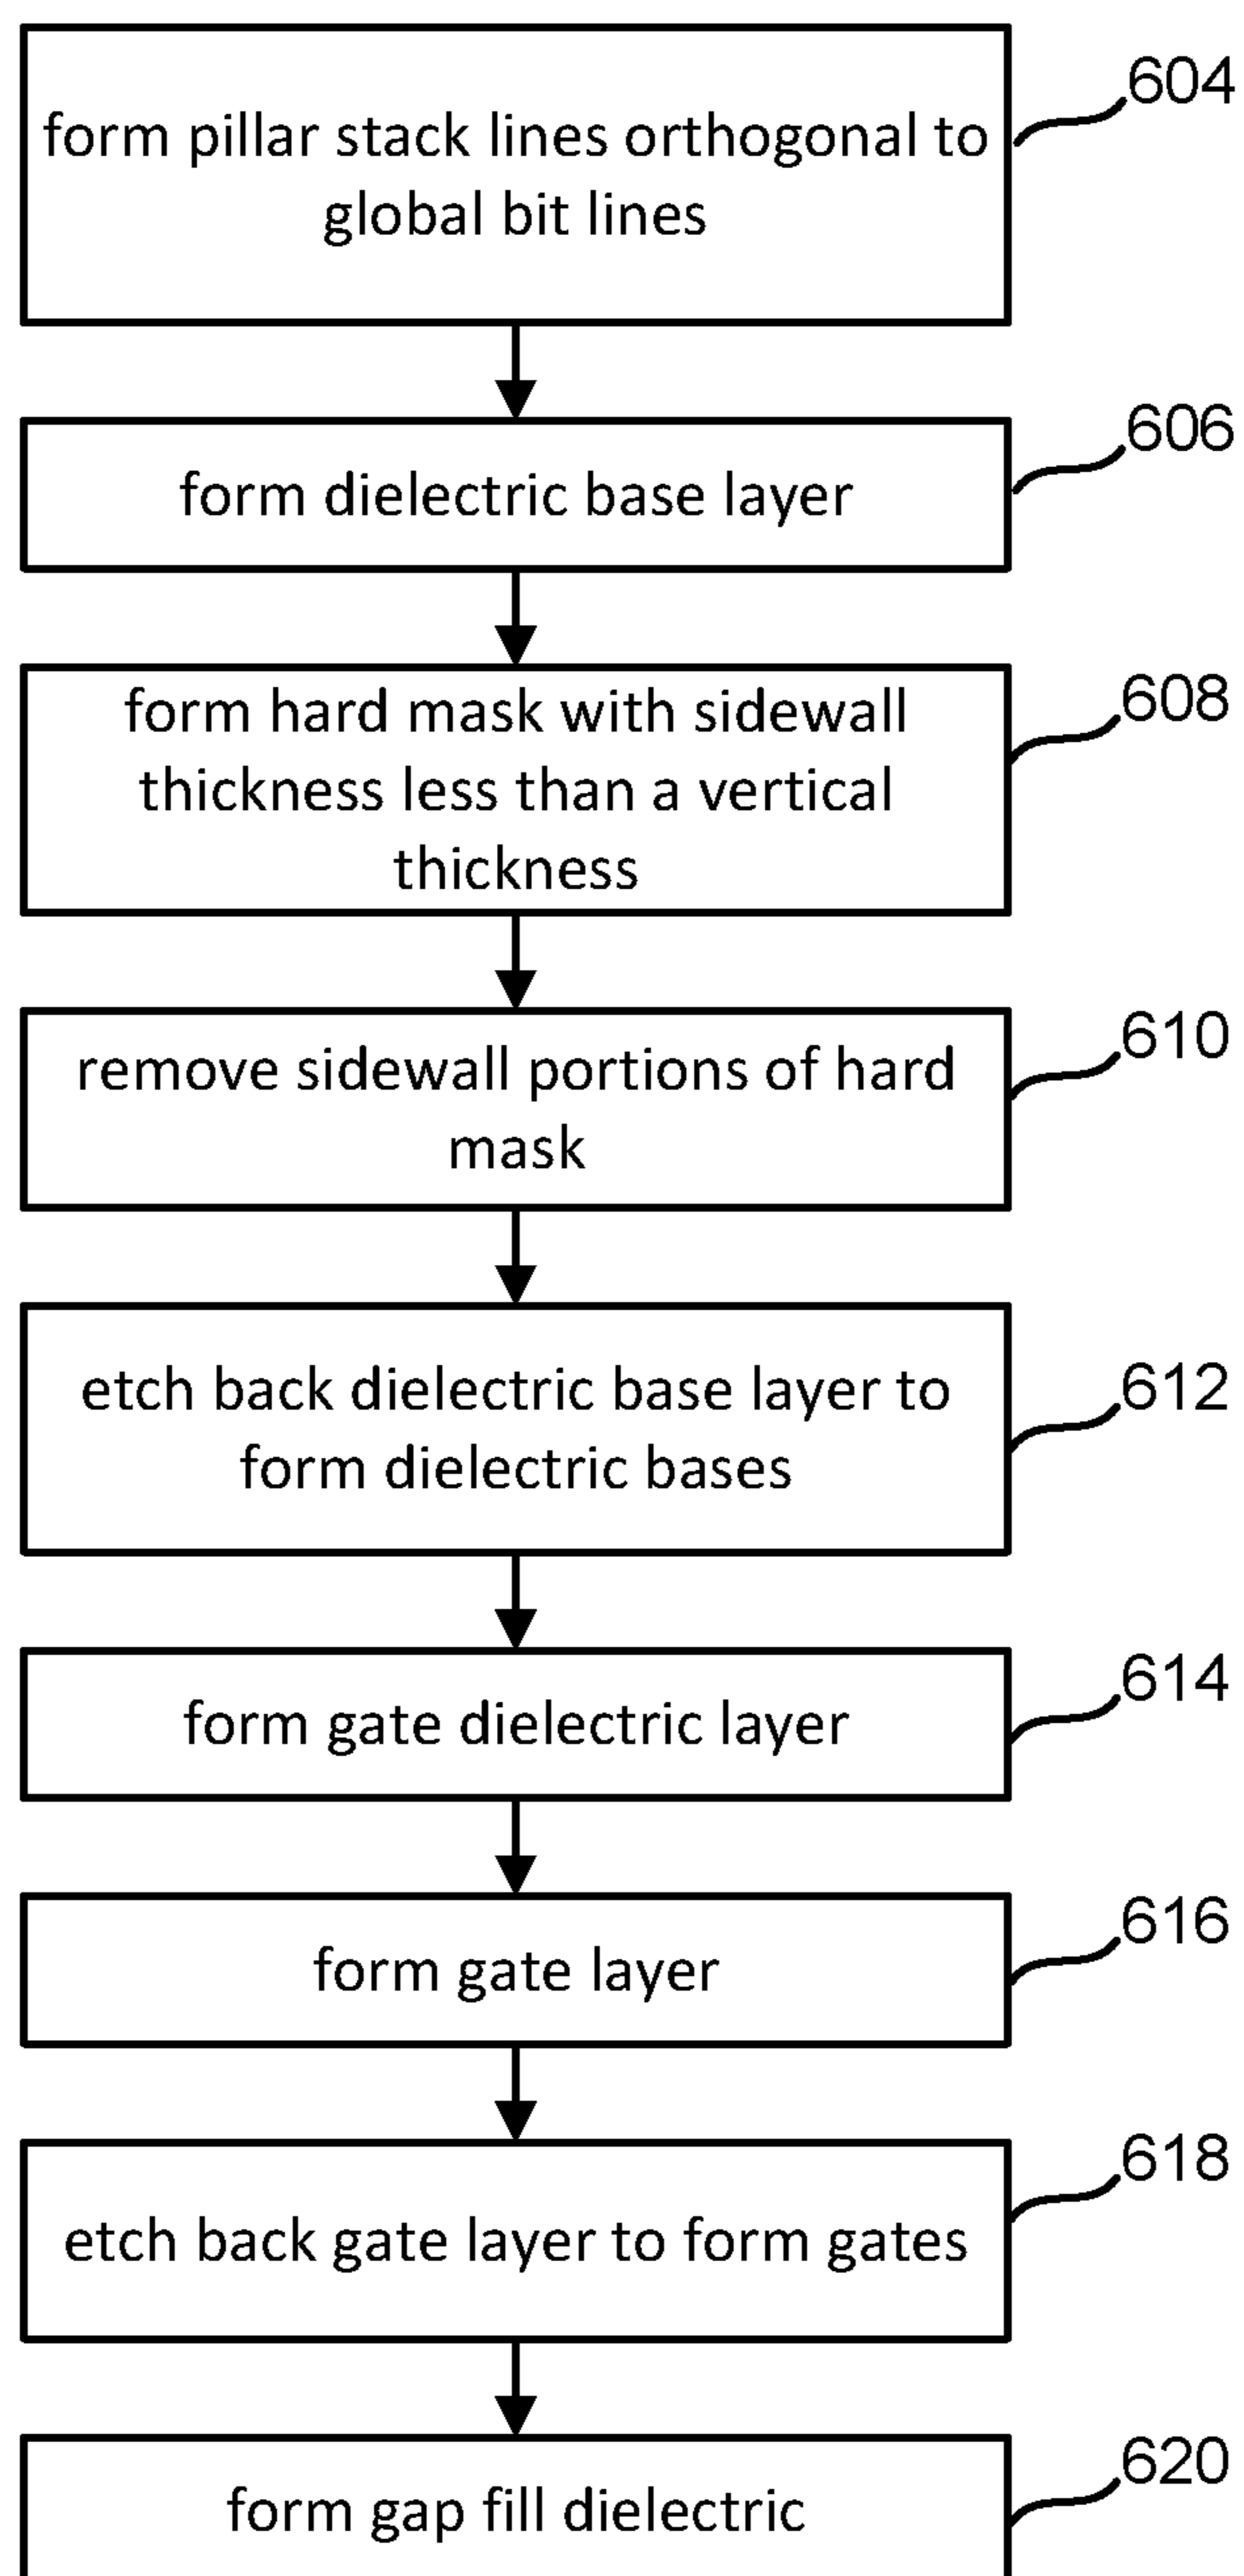 604
form pillar stack lines orthogonal to
global bit lines
606
form dielectric base layer
608
form hard mask with sidewall
thickness less than a vertical
thickness
610
remove sidewall portions of hard
mask
612
etch back dielectric base layer to
form dielectric bases
614
form gate dielectric layer
616
form gate layer
618
etch back gate layer to form gates
620
form gap fill dielectric